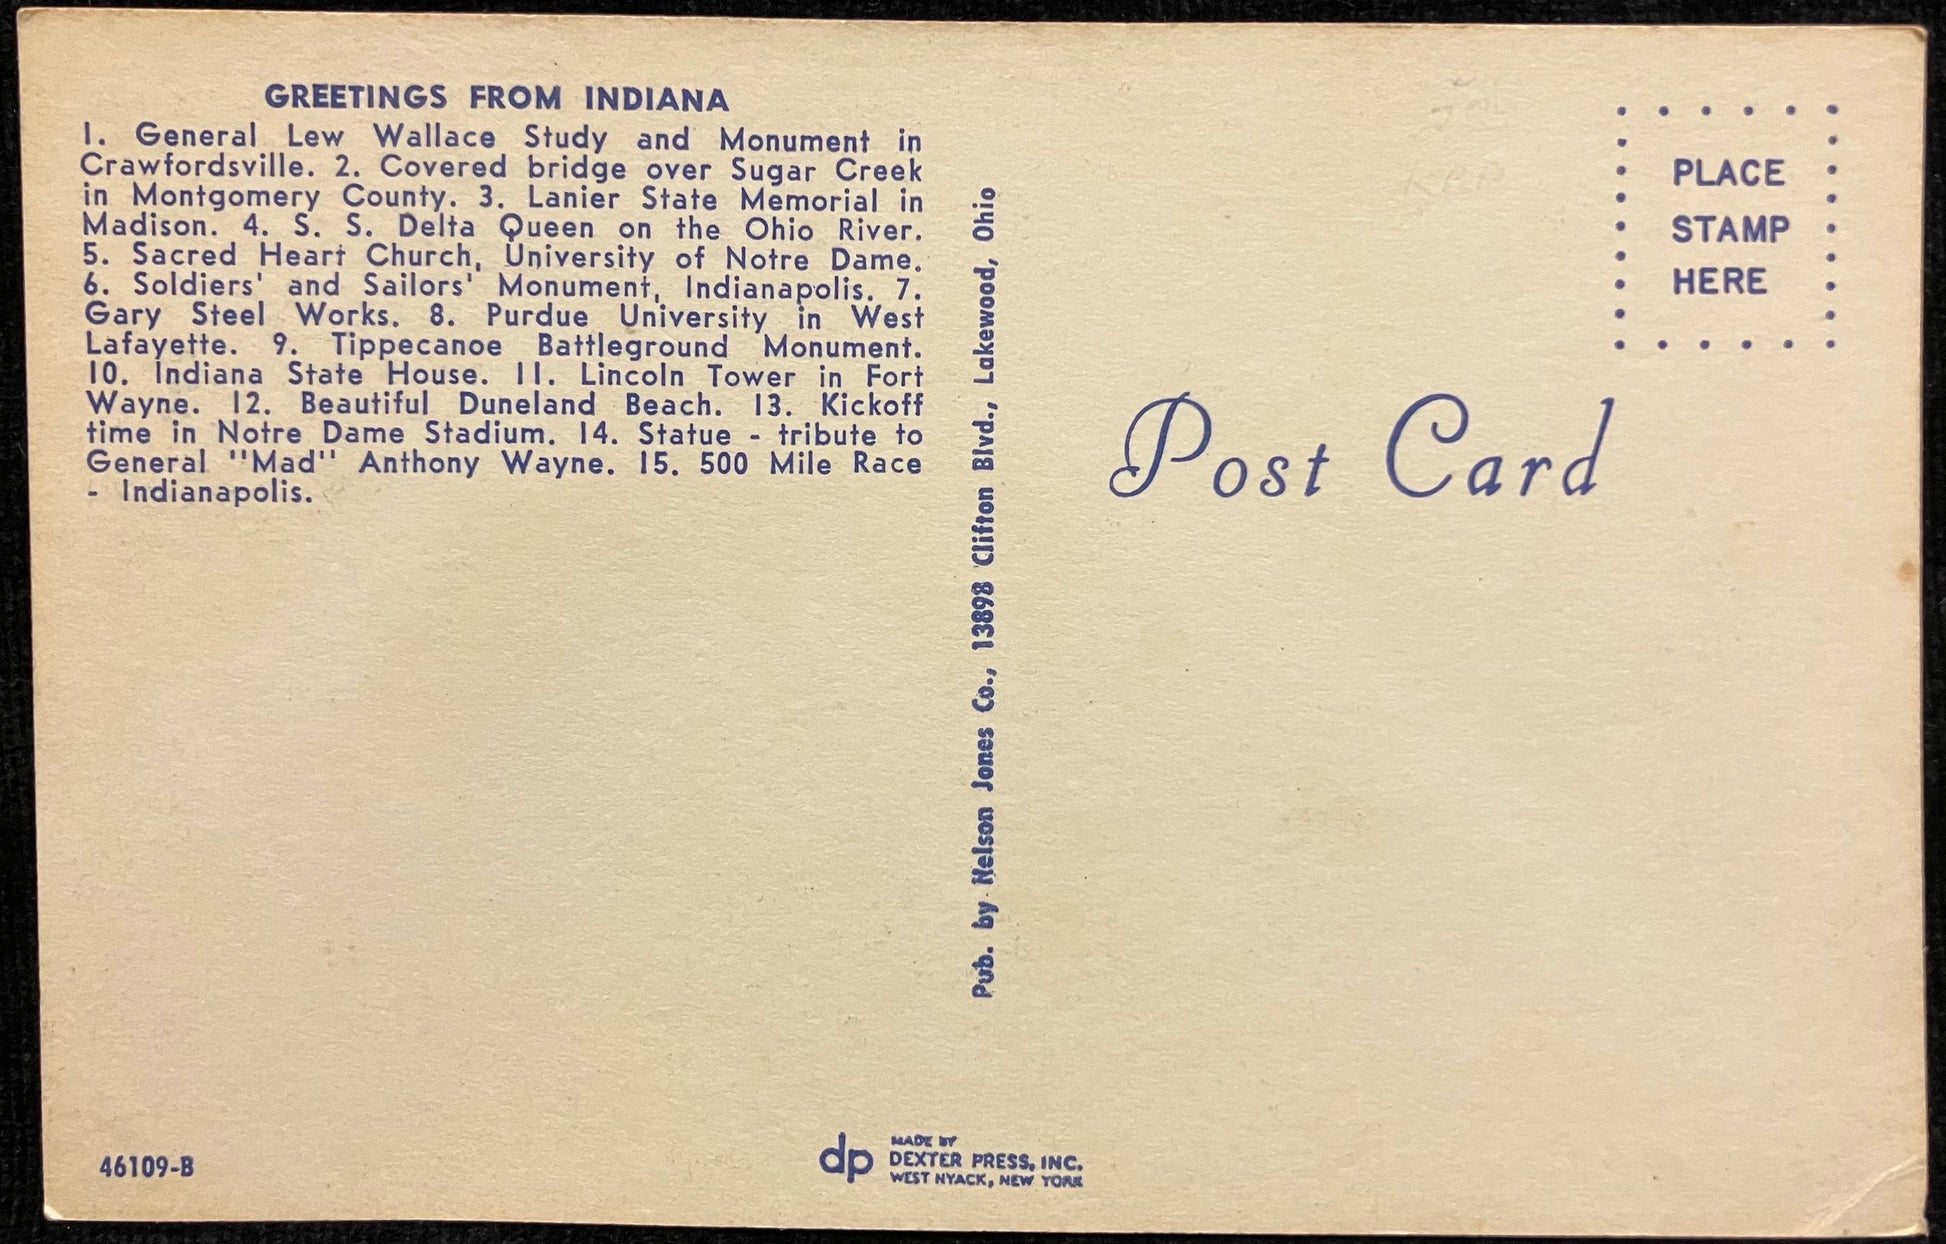 GREETINGS FROM INDIANA
1. General Lew Wallace Study and Monument in
Crawfordsville. 2. Covered bridge over Sugar Creek
in Montgomery County. 3. Lanier State Memorial in
Madison. 4. S. S. Delta Queen on the Ohio River.
5. Sacred Heart Church, University of Notre Dame.
6. Soldiers' and Sailors' Monument, Indianapolis. 7.
Gary Steel Works. 8. Purdue University in West
Lafayette. 9. Tippecanoe Battleground Monument.
10. Indiana State House. 11. Lincoln Tower in Fort
Wayne. 12. Beautiful Duneland Beach. 13. Kickoff
time in Notre Dame Stadium. 14. Statue - tribute to
General "Mad" Anthony Wayne. 15. 500 Mile Race
- Indianapolis.
Pub. by Nelson Jones Co., 13898 Clifton Blvd., Lakewood, Ohio
PLACE
STAMP
HERE
Post Card
46109-B
dp
MADE BY
DEXTER PRESS, INC.
WEST NYACK, NEW YORK